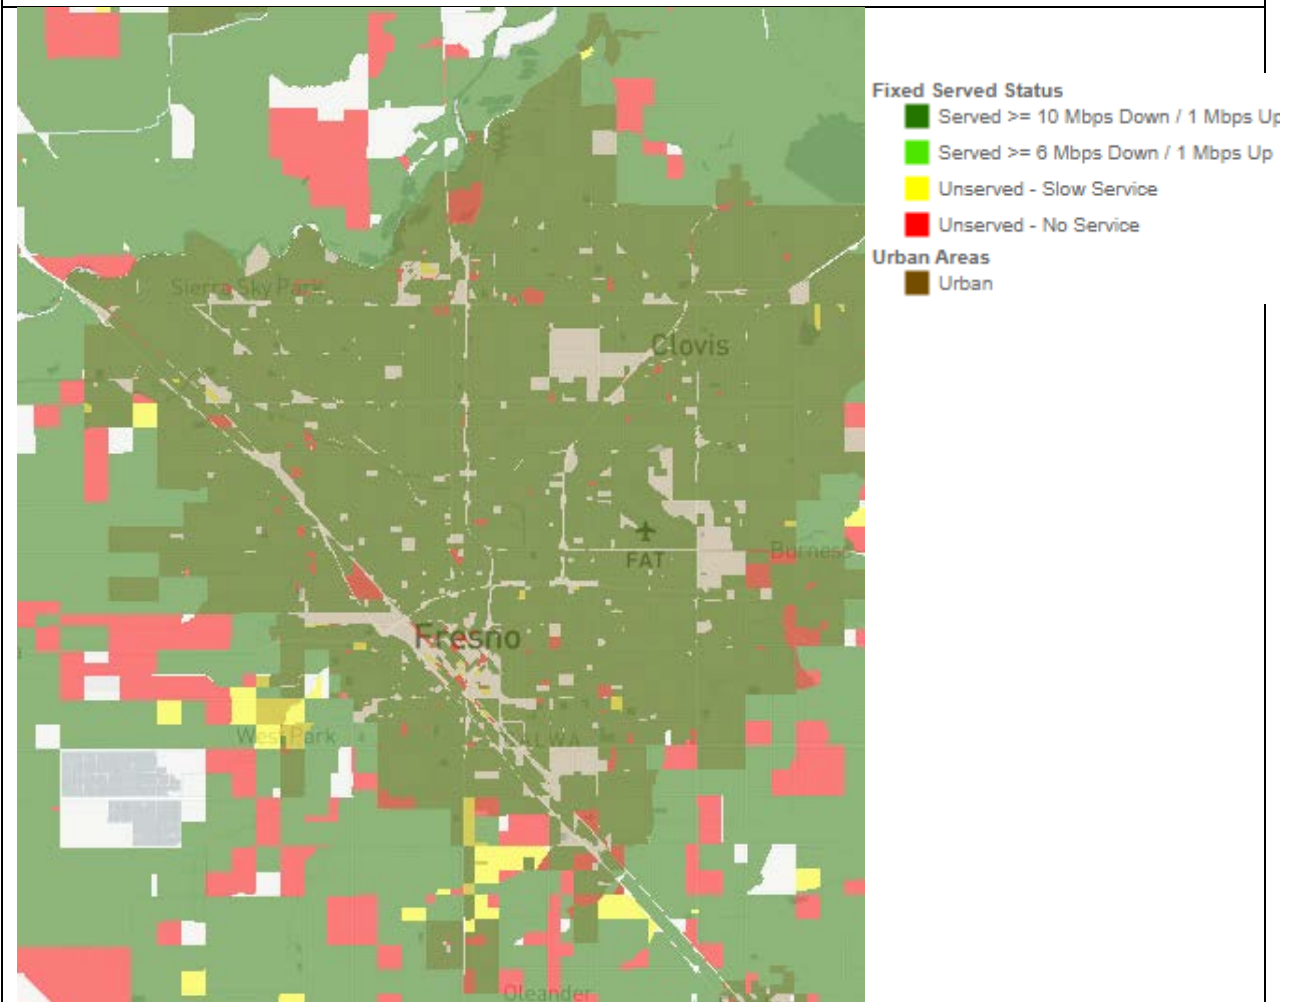 Fixed Served Status
Served >= 10 Mbps Down / 1 Mbps Up
Served >= 6 Mbps Down / 1 Mbps Up
Unserved - Slow Service
Unserved - No Service
Urban Areas
Urban
Sierra Sky Park
Clovis
FAT
Burness
Fresno
West Park
Oleander